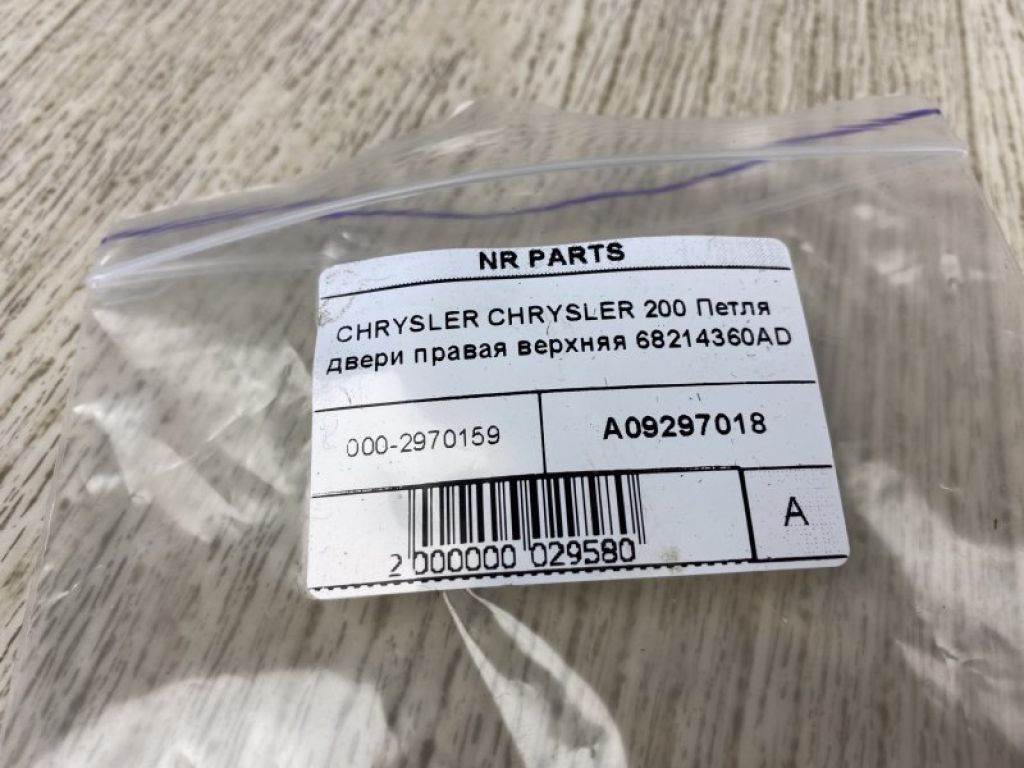 NR PARTS
CHRYSLER CHRYSLER 200 Петля
двери правая верхняя 68214360AD
000-2970159
A09297018
2 000000 029580
A